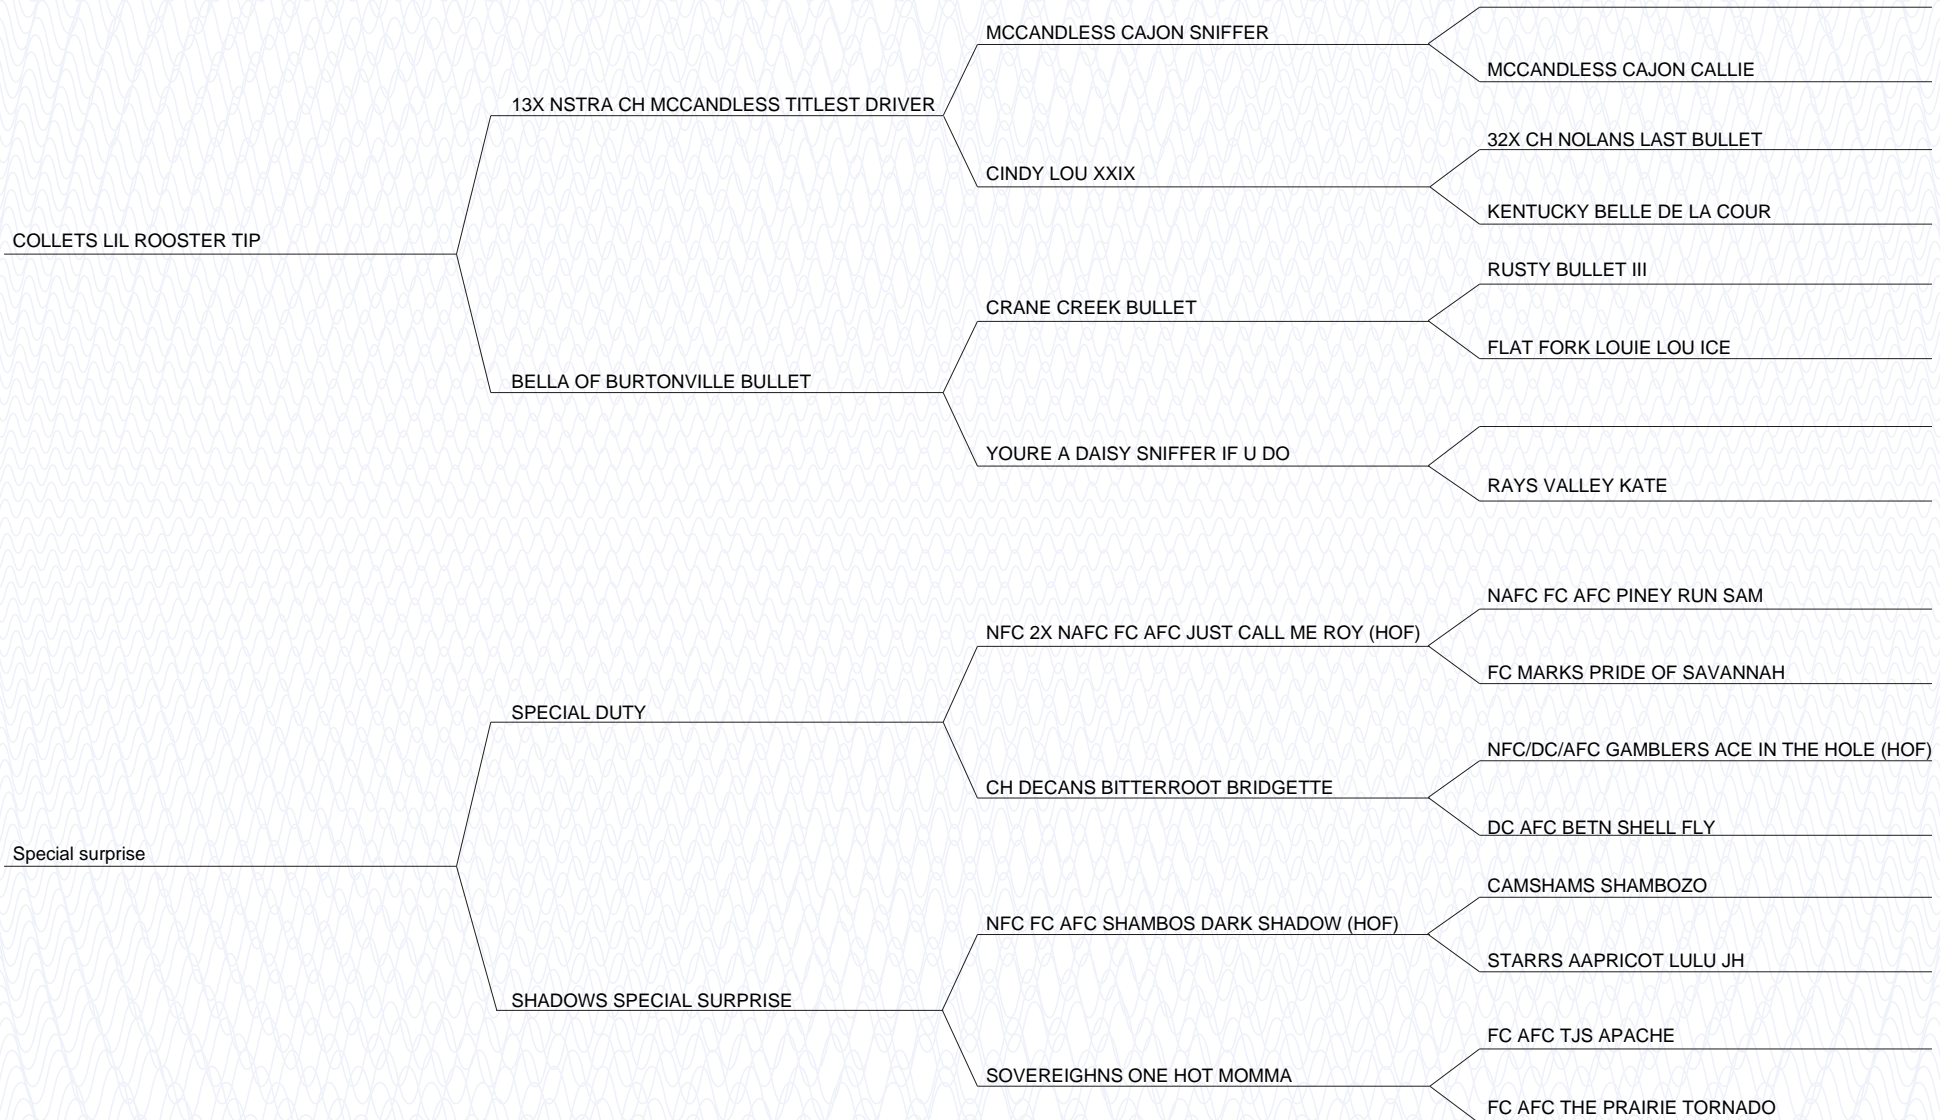 MCCANDLESS CAJON SNIFFER
MCCANDLESS CAJON CALLIE
13X NSTRA CH MCCANDLESS TITLEST DRIVER
32X CH NOLANS LAST BULLET
CINDY LOU XXIX
KENTUCKY BELLE DE LA COUR
COLLETS LIL ROOSTER TIP
RUSTY BULLET III
CRANE CREEK BULLET
FLAT FORK LOUIE LOU ICE
BELLA OF BURTONVILLE BULLET
YOURE A DAISY SNIFFER IF U DO
RAYS VALLEY KATE
NAFC FC AFC PINEY RUN SAM
NFC 2X NAFC FC AFC JUST CALL ME ROY (HOF)
FC MARKS PRIDE OF SAVANNAH
SPECIAL DUTY
NFC/DC/AFC GAMBLERS ACE IN THE HOLE (HOF)
CH DECANS BITTERROOT BRIDGETTE
DC AFC BETN SHELL FLY
Special surprise
CAMSHAMS SHAMBOZO
NFC FC AFC SHAMBOS DARK SHADOW (HOF)
STARRS AAPRICOT LULU JH
SHADOWS SPECIAL SURPRISE
FC AFC TJS APACHE
SOVEREIGHNS ONE HOT MOMMA
FC AFC THE PRAIRIE TORNADO